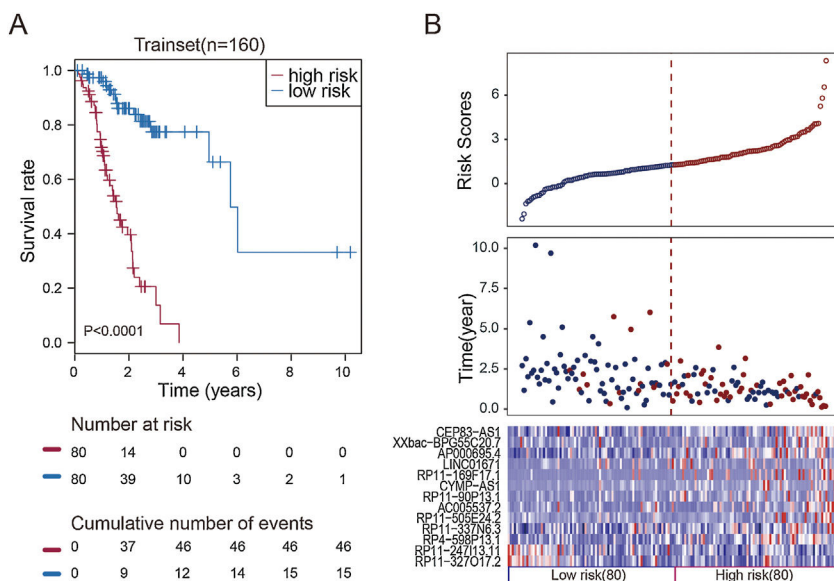 A
Trainset(n=160)
high risk
low risk
1.0
0.8
0.6
0.4
0.2
0.0
Survival rate
P<0.0001
0 2 4 6 8 10
Time (years)
Number at risk
80 14 0 0 0 0
80 39 10 3 2 1
Cumulative number of events
0 37 46 46 46 46
0 9 12 14 15 15
B
6
3
0
Risk Scores
10.0
7.5
5.0
2.5
0.0
Time(year)
CEP83-AS1
XXbac-BPG55C20.7
AP000695.4
LINC01671
RP11-169F17.1
CYMP-AS1
RP11-90P13.1
AC005537.2
RP11-505E24.2
RP11-337N6.3
RP4-598P13.1
RP11-247I13.11
RP11-327O17.2
Low risk(80) High risk(80)